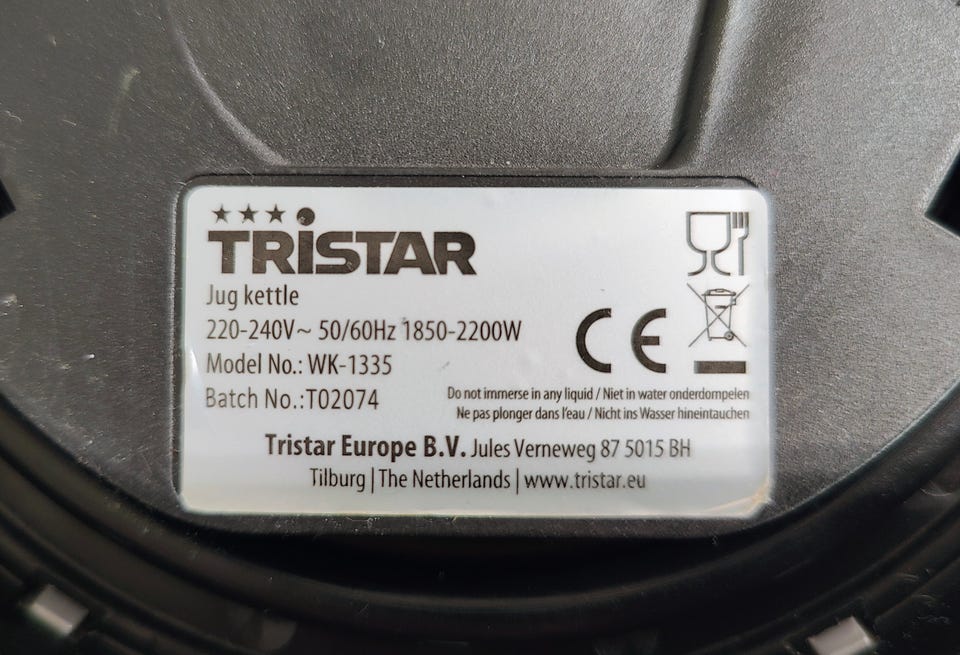 TRISTAR
Jug kettle
220-240V~ 50/60Hz 1850-2200W
Model No.: WK-1335
Batch No.:T02074
CE
Do not immerse in any liquid / Niet in water onderdompelen
Ne pas plonger dans l'eau / Nicht ins Wasser hineintauchen
Tristar Europe B.V. Jules Verneweg 87 5015 BH
Tilburg | The Netherlands | www.tristar.eu